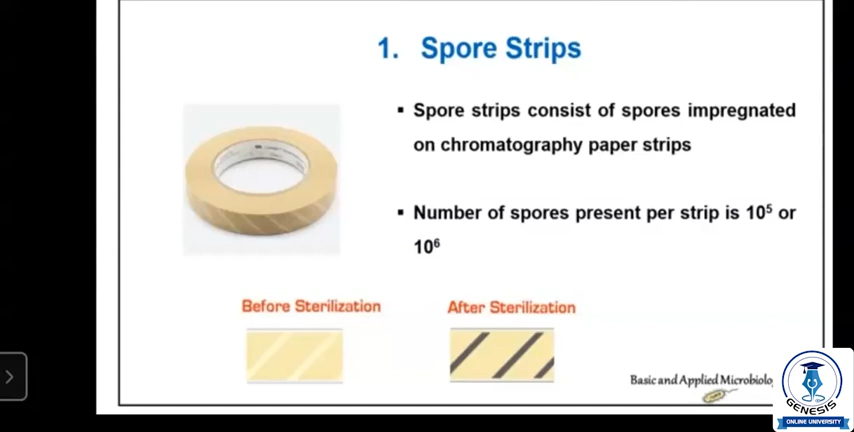 1. Spore Strips
▪ Spore strips consist of spores impregnated
on chromatography paper strips
▪ Number of spores present per strip is 10⁵ or
10⁶
Before Sterilization
After Sterilization
Basic and Applied
GENESIS
ONLINE UNIVERSITY